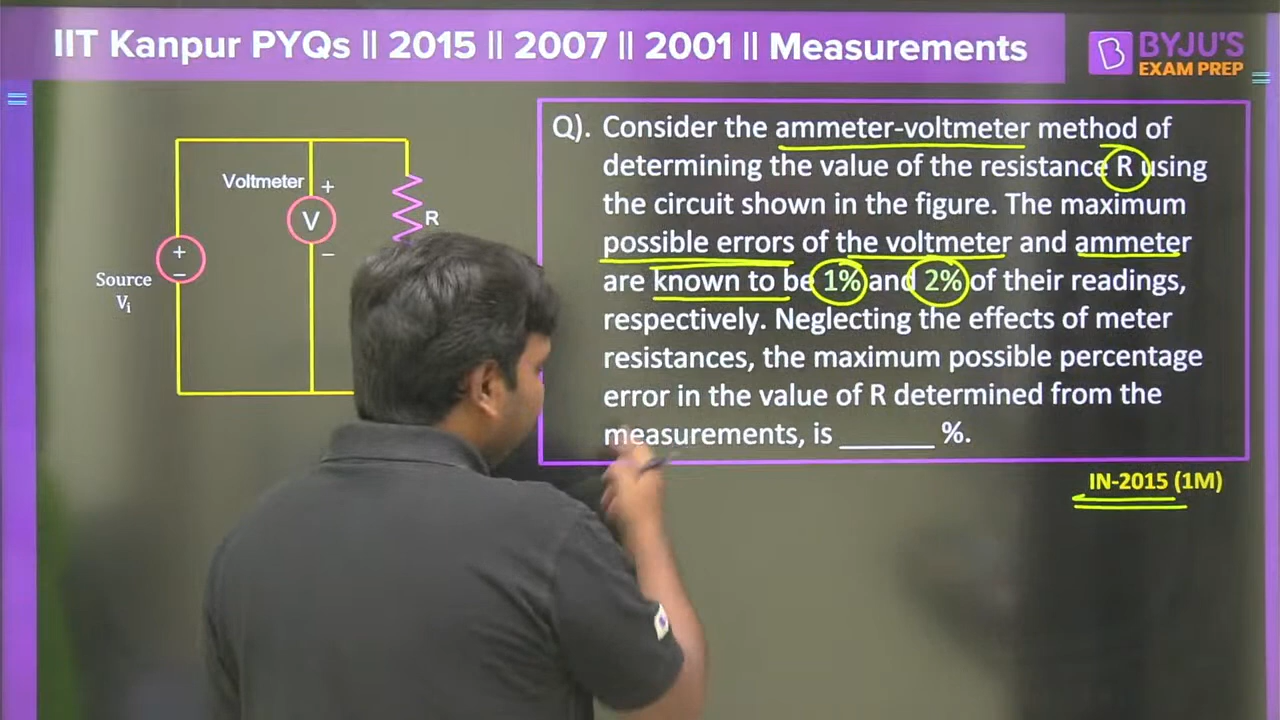 IIT Kanpur PYQs || 2015 || 2007 || 2001 || Measurements
BYJU'S
EXAM PREP
Voltmeter +
V
R
−
+
−
Source
Vᵢ
Q). Consider the ammeter-voltmeter method of
determining the value of the resistance R using
the circuit shown in the figure. The maximum
possible errors of the voltmeter and ammeter
are known to be 1% and 2% of their readings,
respectively. Neglecting the effects of meter
resistances, the maximum possible percentage
error in the value of R determined from the
measurements, is ______ %.
IN-2015 (1M)